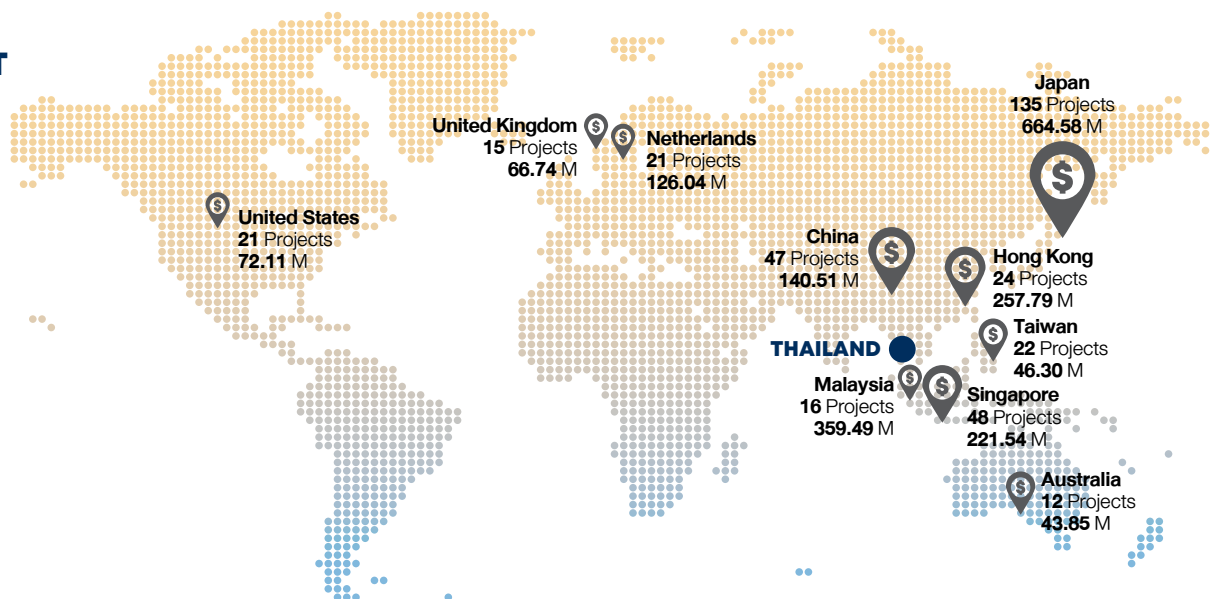 T
Japan
135 Projects
664.58 M
United Kingdom
15 Projects
66.74 M
Netherlands
21 Projects
126.04 M
United States
21 Projects
72.11 M
China
47 Projects
140.51 M
Hong Kong
24 Projects
257.79 M
Taiwan
22 Projects
46.30 M
THAILAND
Malaysia
16 Projects
359.49 M
Singapore
48 Projects
221.54 M
Australia
12 Projects
43.85 M